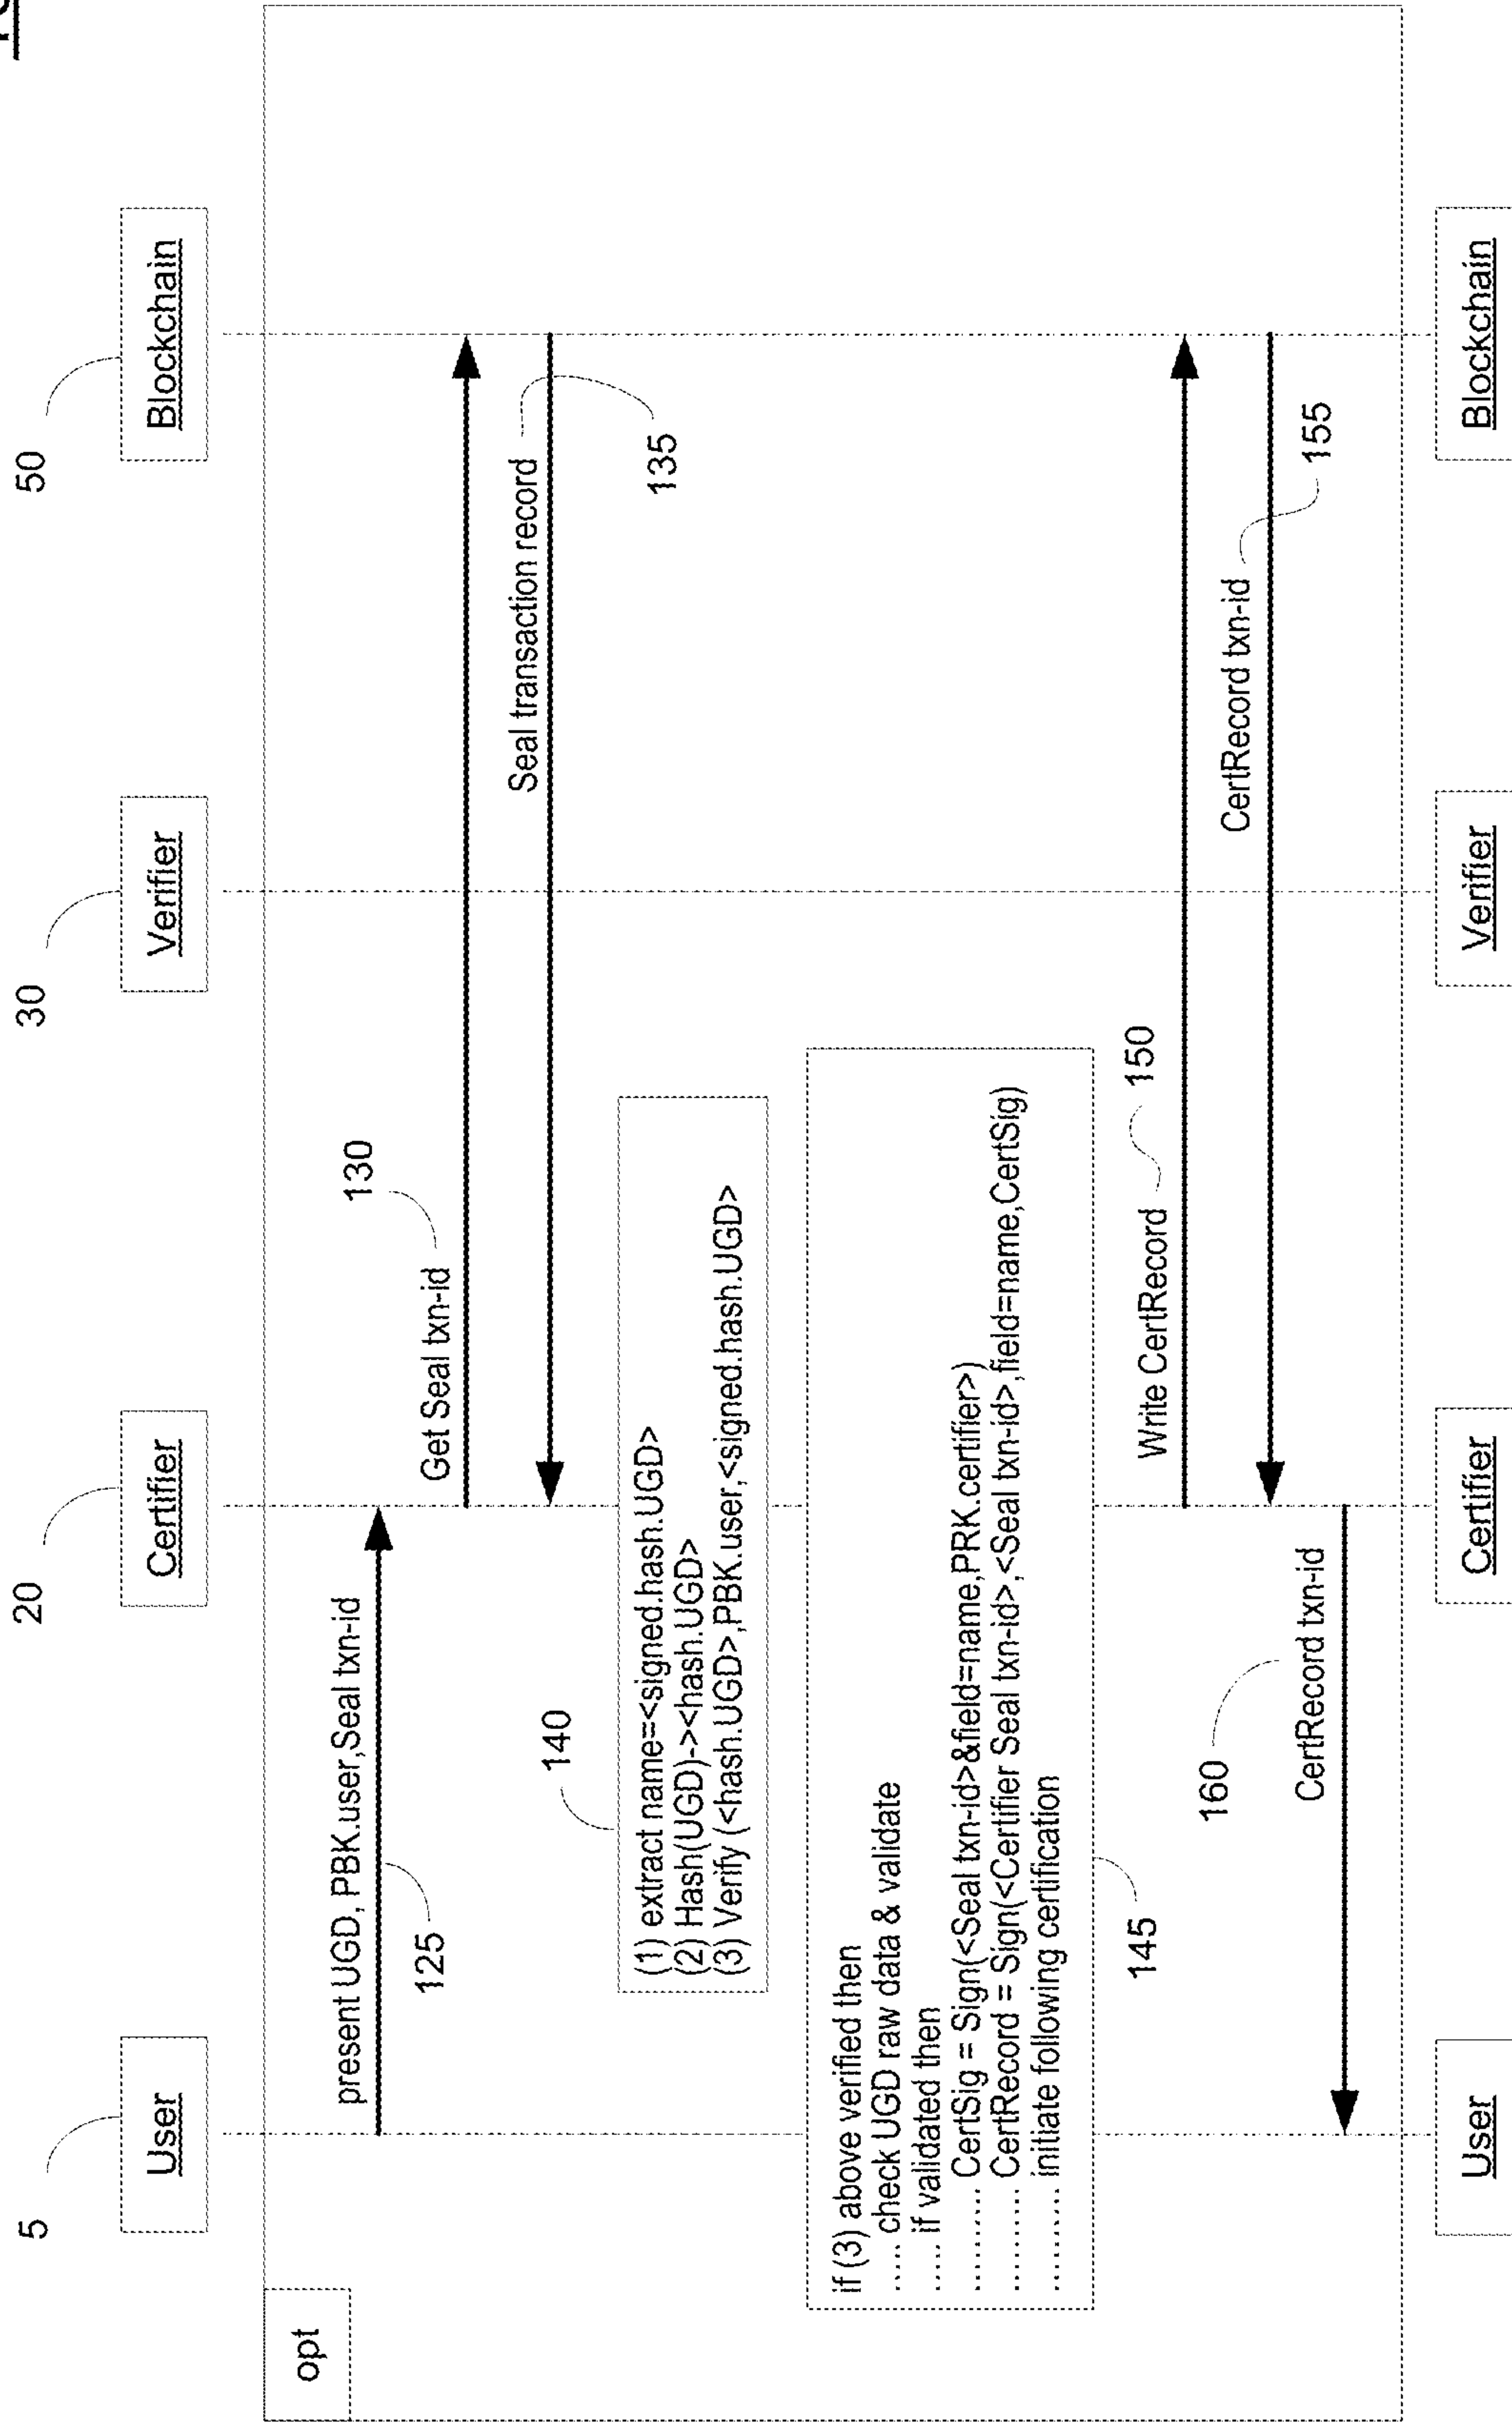 5
20
30
50
User
Certifier
Verifier
Blockchain
opt
present UGD, PBK.user,Seal txn-id
125
Get Seal txn-id
130
Seal transaction record
135
140
(1) extract name=<signed.hash.UGD>
(2) Hash(UGD)-><hash.UGD>
(3) Verify (<hash.UGD>,PBK.user,<signed.hash.UGD>
if (3) above verified then
..... check UGD raw data & validate
..... if validated then
.......... CertSig = Sign(<Seal txn-id>&field=name,PRK.certifier>)
.......... CertRecord = Sign(<Certifier Seal txn-id>,<Seal txn-id>,field=name,CertSig)
.......... initiate following certification
145
Write CertRecord
150
CertRecord txn-id
155
160
CertRecord txn-id
User
Certifier
Verifier
Blockchain